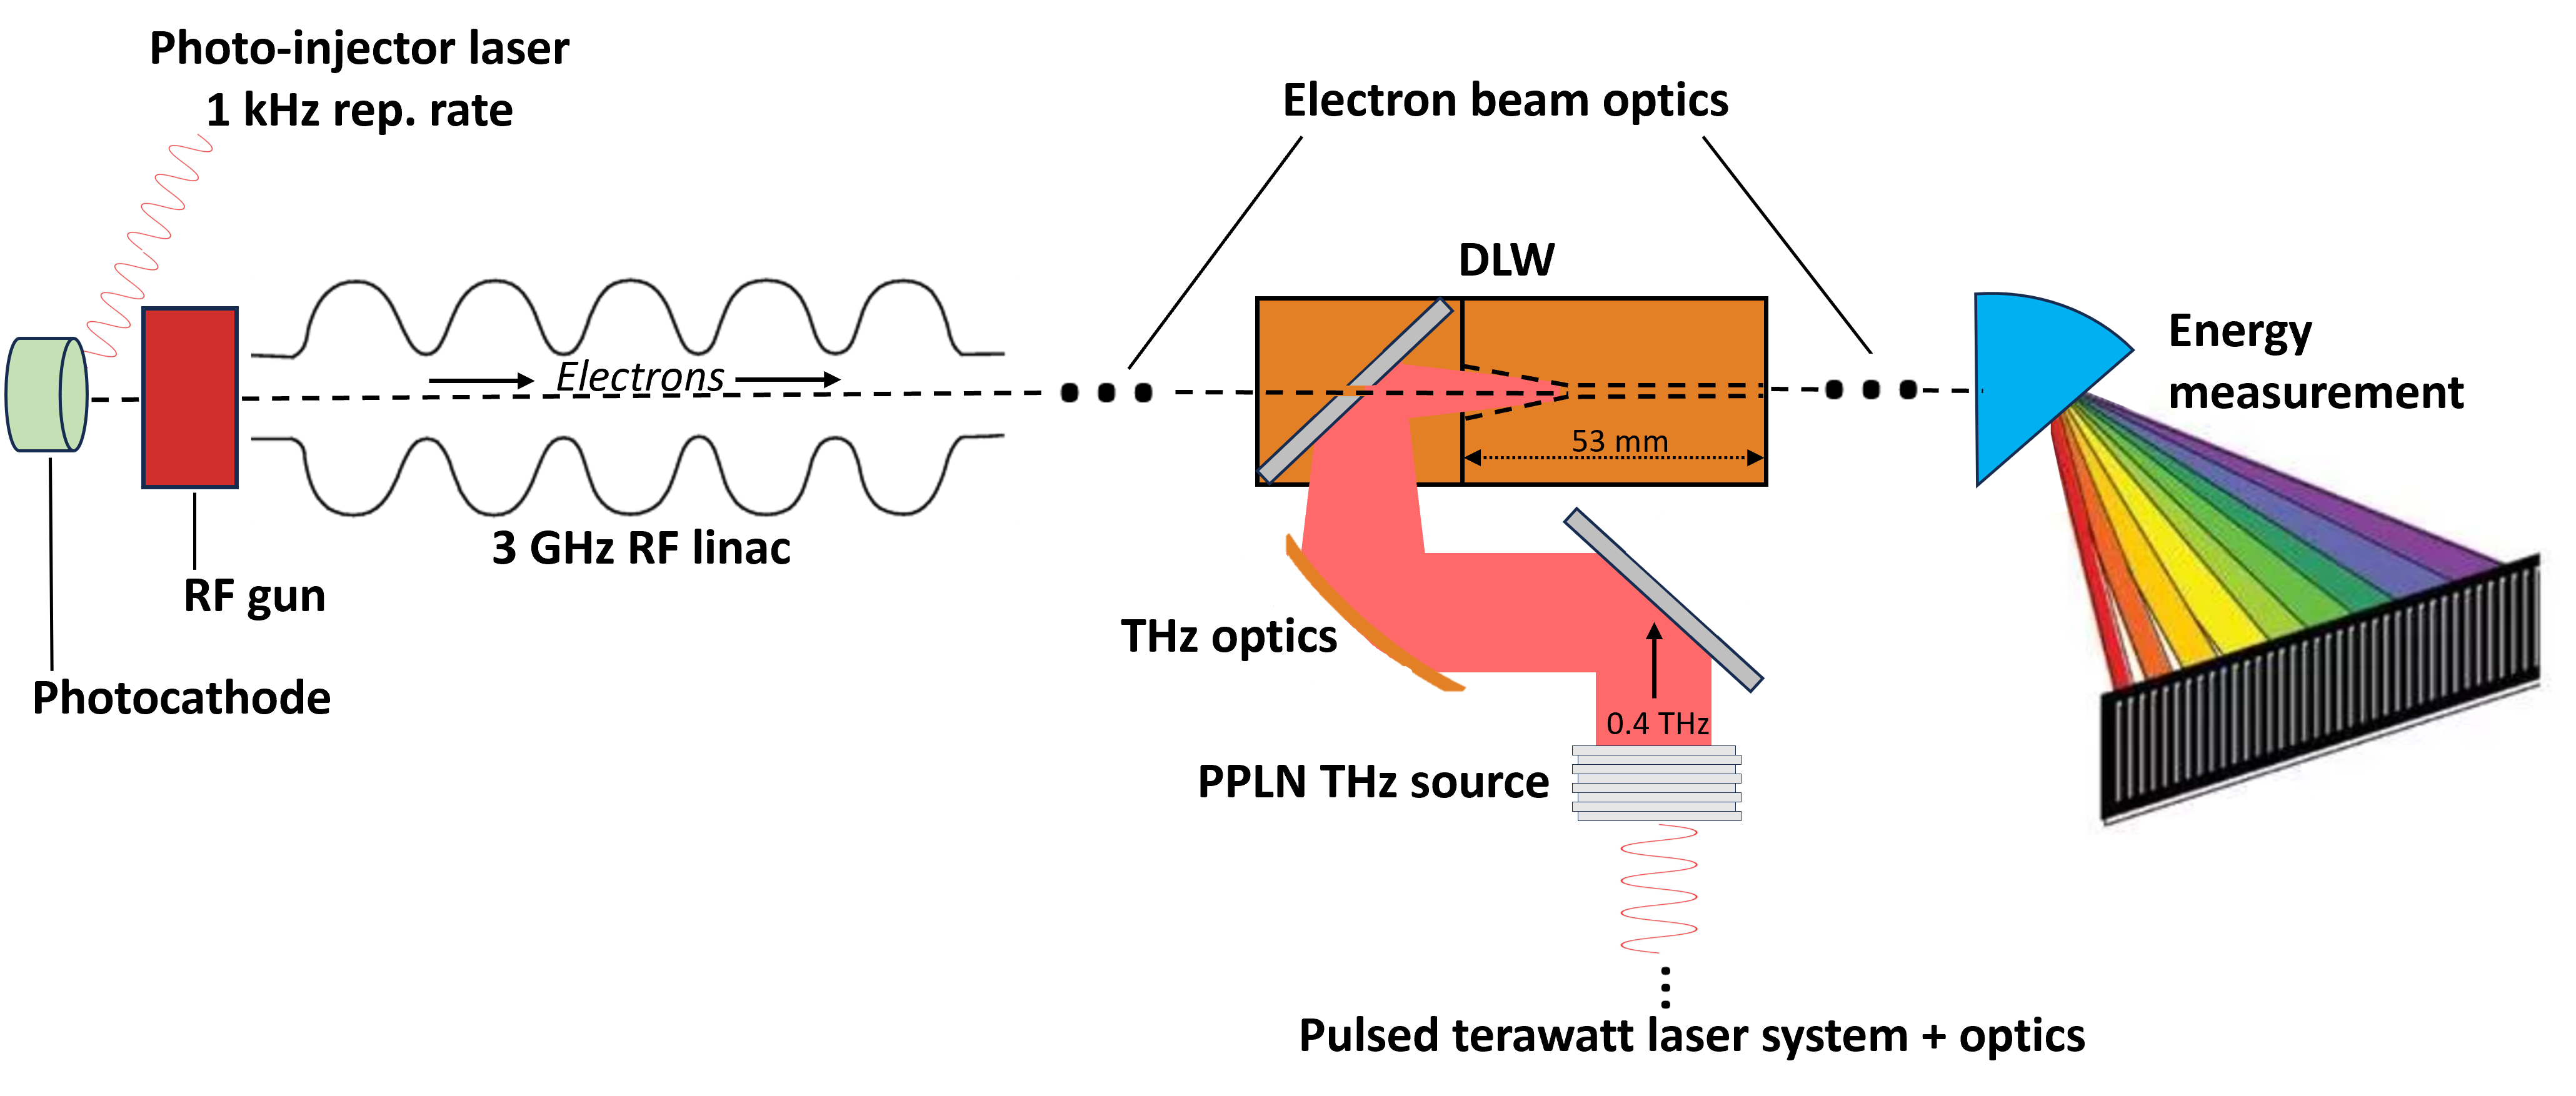 Photo-injector laser
1 kHz rep. rate
Electron beam optics
DLW
Energy
measurement
Electrons
53 mm
3 GHz RF linac
RF gun
THz optics
Photocathode
0.4 THz
PPLN THz source
Pulsed terawatt laser system + optics